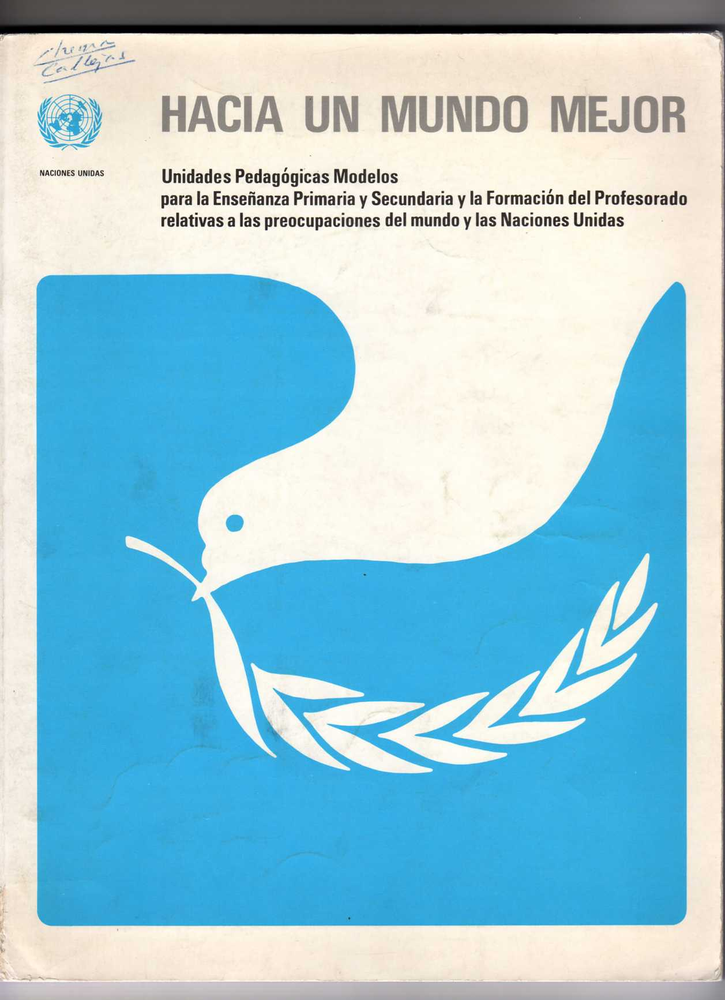 Chema
Callejas
HACIA UN MUNDO MEJOR
NACIONES UNIDAS
Unidades Pedagógicas Modelos
para la Enseñanza Primaria y Secundaria y la Formación del Profesorado
relativas a las preocupaciones del mundo y las Naciones Unidas